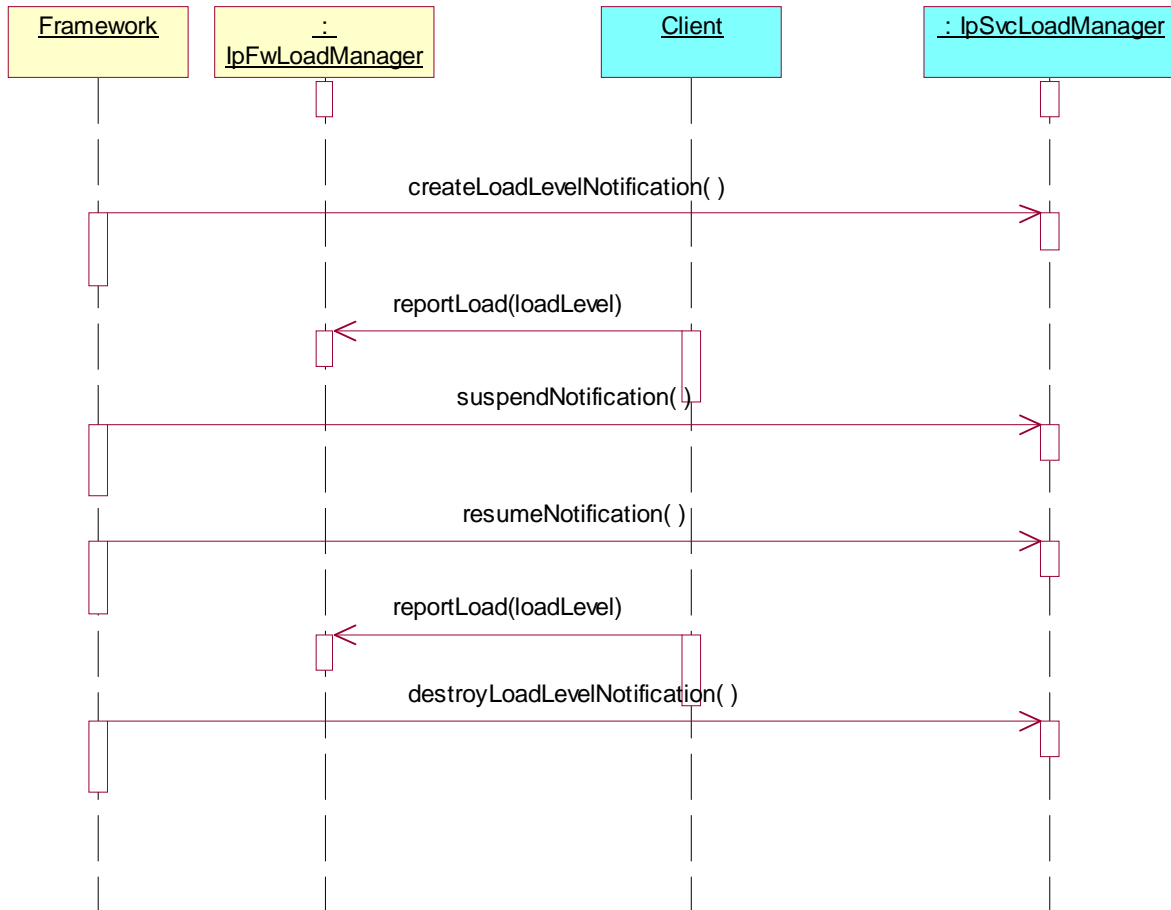 Framework
:
IpFwLoadManager
Client
: IpSvcLoadManager
createLoadLevelNotification( )
reportLoad(loadLevel)
suspendNotification( )
resumeNotification( )
reportLoad(loadLevel)
destroyLoadLevelNotification( )